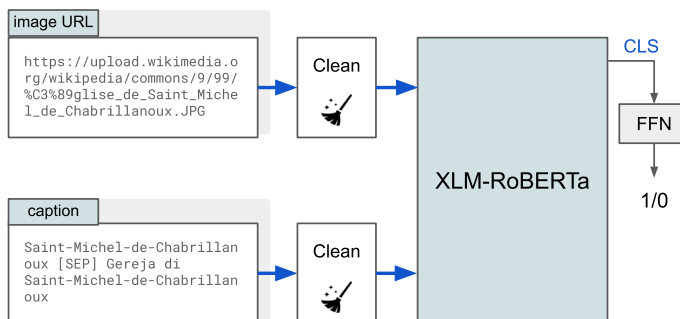 image URL
https://upload.wikimedia.o
rg/wikipedia/commons/9/99/
%C3%89glise_de_Saint_Miche
l_de_Chabrillanoux.JPG
Clean
CLS
FFN
XLM-RoBERTa
1/0
caption
Saint-Michel-de-Chabrillan
oux [SEP] Gereja di
Saint-Michel-de-Chabrillan
oux
Clean